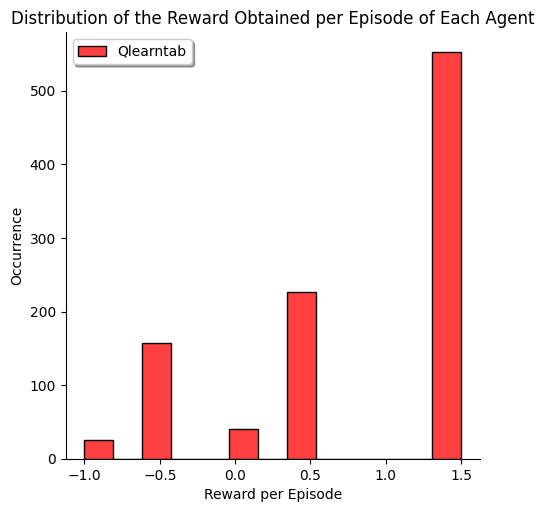 Distribution of the Reward Obtained per Episode of Each Agent
Qlearntab
500
400
300
200
100
0
Occurrence
−1.0 −0.5 0.0 0.5 1.0 1.5
Reward per Episode